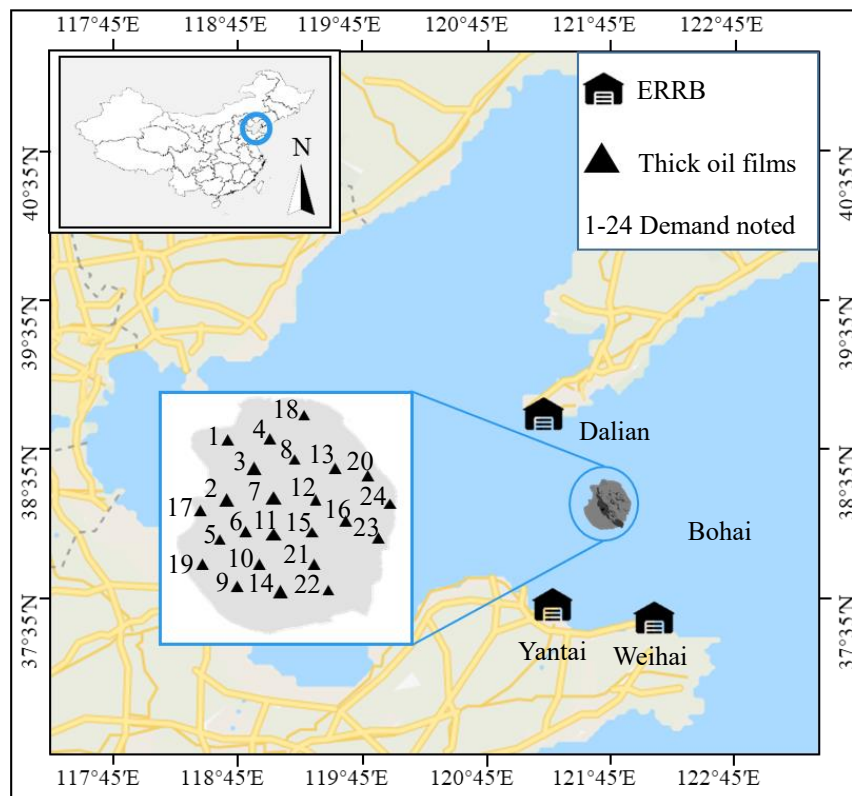 117°45′E 118°45′E 119°45′E 120°45′E 121°45′E 122°45′E
40°35′N
39°35′N
38°35′N
37°35′N
N
ERRB
Thick oil films
1-24 Demand noted
40°35′N
39°35′N
38°35′N
37°35′N
Dalian
Bohai
Yantai
Weihai
18
1
4
8
13
20
3
2
7
12
24
17
16
6
11
15
23
5
19
10
21
9
14
22
117°45′E 118°45′E 119°45′E 120°45′E 121°45′E 122°45′E